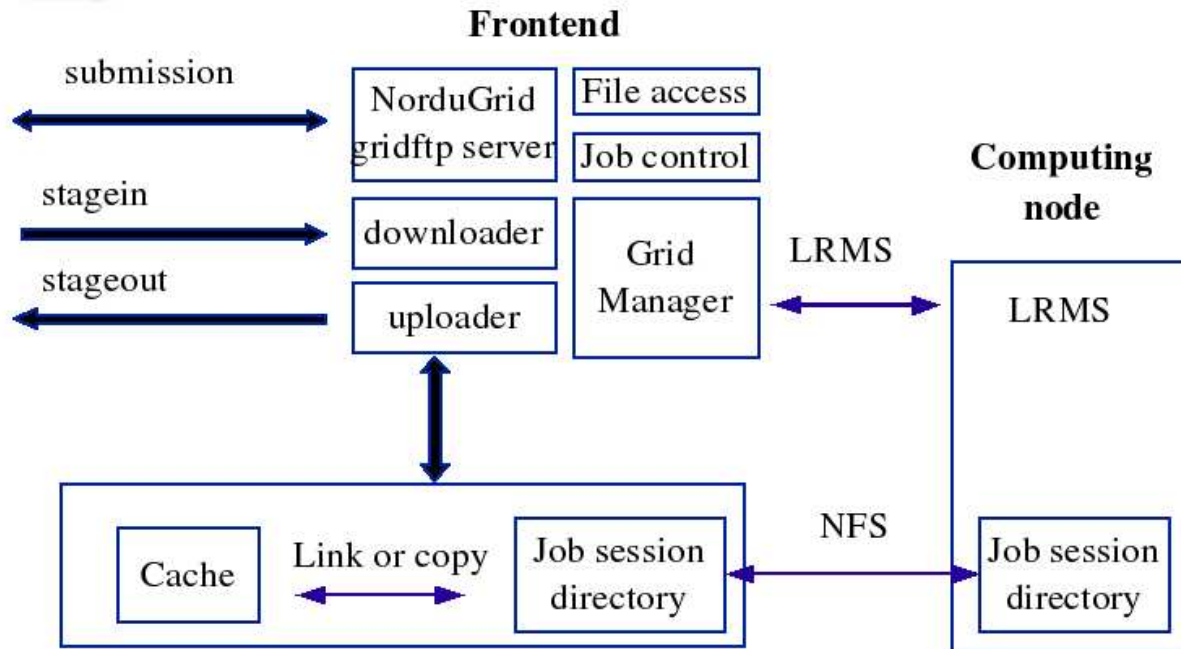 Frontend
submission
NorduGrid
gridftp server
File access
Job control
Computing
node
stagein
downloader
Grid
Manager
LRMS
LRMS
stageout
uploader
Cache
Link or copy
Job session
directory
NFS
Job session
directory